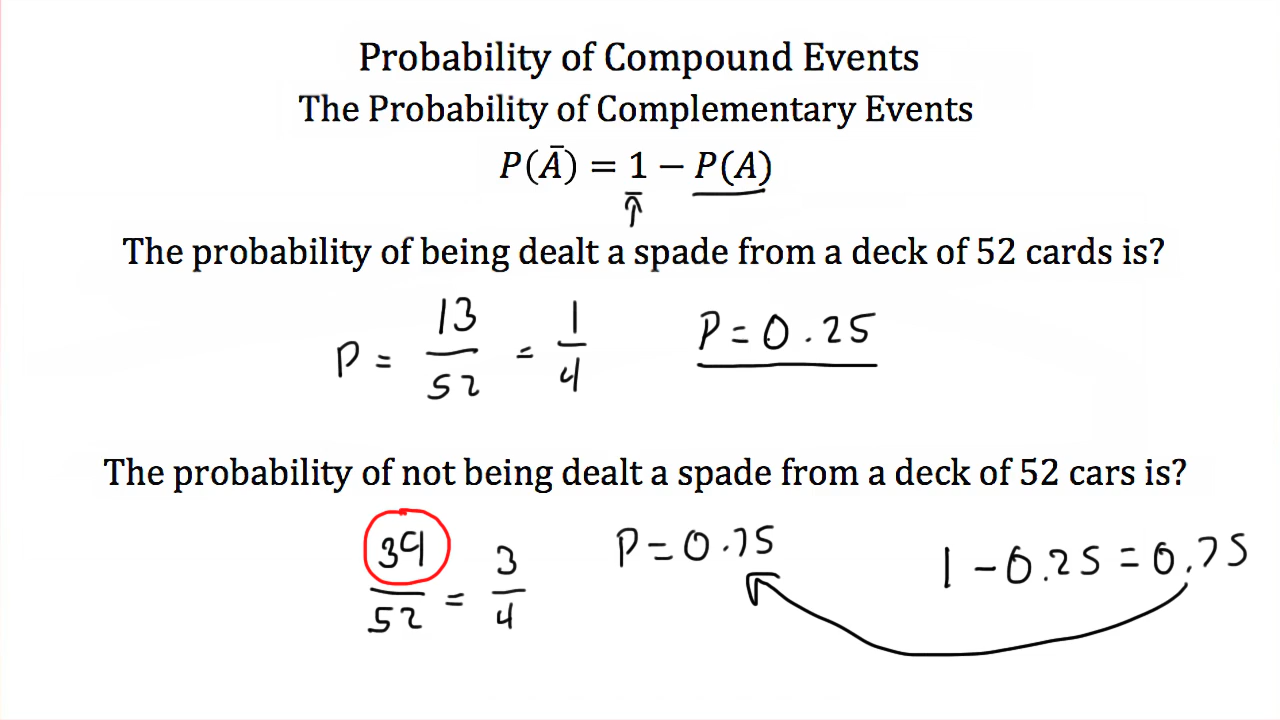 Probability of Compound Events
The Probability of Complementary Events
P(Ā) = 1 − P(A)
The probability of being dealt a spade from a deck of 52 cards is?
P = 13/52 = 1/4 P = 0.25
The probability of not being dealt a spade from a deck of 52 cars is?
39/52 = 3/4 P = 0.75 1 − 0.25 = 0.75